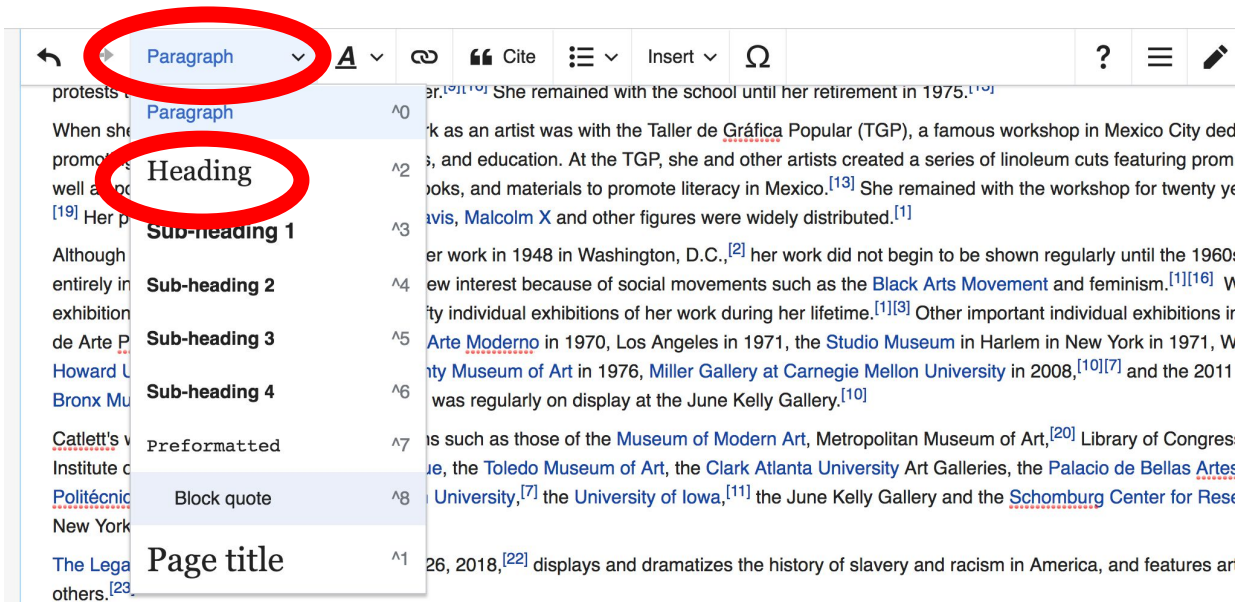 Paragraph A Cite Insert Ω ?
protests er.[9][10] She remained with the school until her retirement in 1975.[13]
Paragraph ^0
When she rk as an artist was with the Taller de Gráfica Popular (TGP), a famous workshop in Mexico City ded
promot s, and education. At the TGP, she and other artists created a series of linoleum cuts featuring prom
Heading ^2
well a po ooks, and materials to promote literacy in Mexico.[13] She remained with the workshop for twenty ye
[19] Her p avis, Malcolm X and other figures were widely distributed.[1]
Sub-heading 1 ^3
Although er work in 1948 in Washington, D.C.,[2] her work did not begin to be shown regularly until the 1960s
entirely in ew interest because of social movements such as the Black Arts Movement and feminism.[1][16] W
Sub-heading 2 ^4
exhibition fty individual exhibitions of her work during her lifetime.[1][3] Other important individual exhibitions in
de Arte P Arte Moderno in 1970, Los Angeles in 1971, the Studio Museum in Harlem in New York in 1971, W
Sub-heading 3 ^5
Howard U nty Museum of Art in 1976, Miller Gallery at Carnegie Mellon University in 2008,[10][7] and the 2011
Bronx Mu was regularly on display at the June Kelly Gallery.[10]
Sub-heading 4 ^6
Catlett's w ns such as those of the Museum of Modern Art, Metropolitan Museum of Art,[20] Library of Congress
Preformatted ^7
Institute o ue, the Toledo Museum of Art, the Clark Atlanta University Art Galleries, the Palacio de Bellas Artes
Politécnic University,[7] the University of Iowa,[11] the June Kelly Gallery and the Schomburg Center for Rese
Block quote ^8
New York
Page title ^1
The Lega 26, 2018,[22] displays and dramatizes the history of slavery and racism in America, and features art
others.[23]